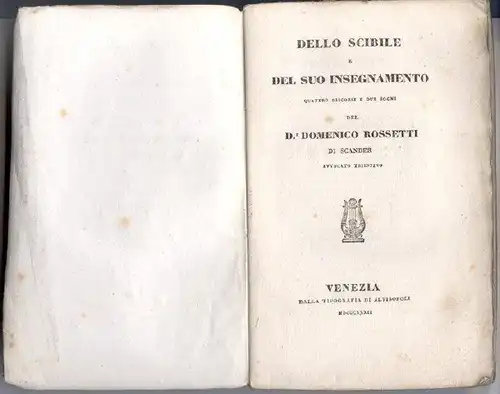 DELLO SCIBILE
E
DEL SUO INSEGNAMENTO
QUATTRO DISCORSI E DUE SOGNI
DEL
D.r DOMENICO ROSSETTI
DI SCANDER
AVVOCATO TRIESTINO
VENEZIA
DALLA TIPOGRAFIA DI ALVISOPOLI